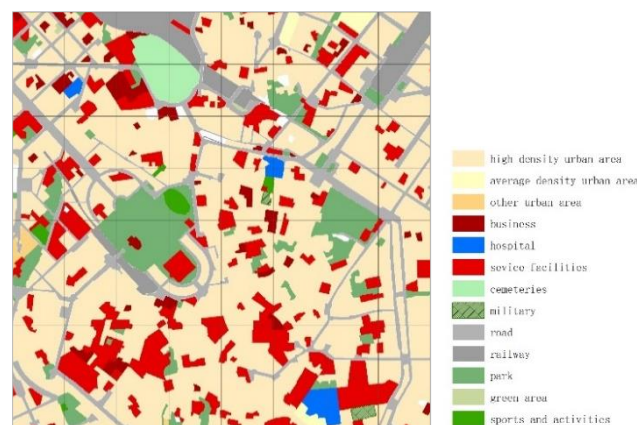 high density urban area
average density urban area
other urban area
business
hospital
sevice facilities
cemeteries
military
road
railway
park
green area
sports and activities